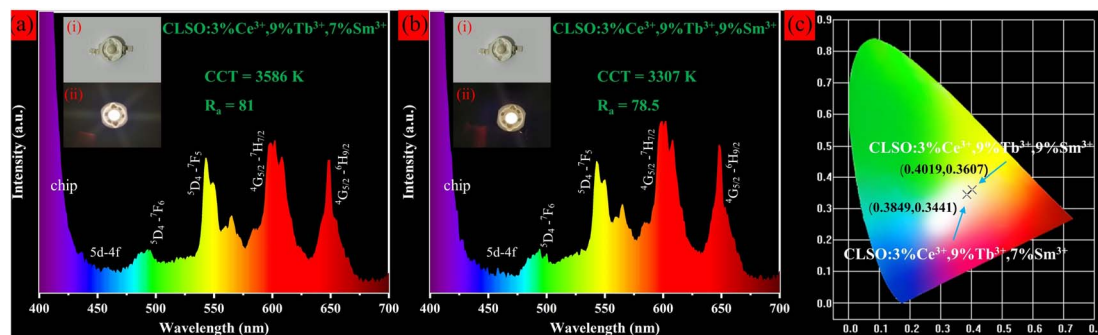 (a)
(i)
(ii)
CLSO:3%Ce³⁺,9%Tb³⁺,7%Sm³⁺
CCT = 3586 K
Rₐ = 81
chip
5d-4f
⁵D₄ -⁷F₆
⁵D₄ -⁷F₅
⁴G₅/₂ -⁷H₇/₂
⁴G₅/₂ -⁶H₉/₂
Intensity (a.u.)
400 450 500 550 600 650 700
Wavelength (nm)
(b)
(i)
(ii)
CLSO:3%Ce³⁺,9%Tb³⁺,9%Sm³⁺
CCT = 3307 K
Rₐ = 78.5
chip
5d-4f
⁵D₄ -⁷F₆
⁵D₄ -⁷F₅
⁴G₅/₂ -⁷H₇/₂
⁴G₅/₂ -⁶H₉/₂
Intensity (a.u.)
400 450 500 550 600 650 700
Wavelength (nm)
(c)
0.9
0.8
0.7
0.6
0.5
0.4
0.3
0.2
0.1
0.0
CLSO:3%Ce³⁺,9%Tb³⁺,9%Sm³⁺
(0.4019,0.3607)
(0.3849,0.3441)
CLSO:3%Ce³⁺,9%Tb³⁺,7%Sm³⁺
0.0 0.1 0.2 0.3 0.4 0.5 0.6 0.7 0.8